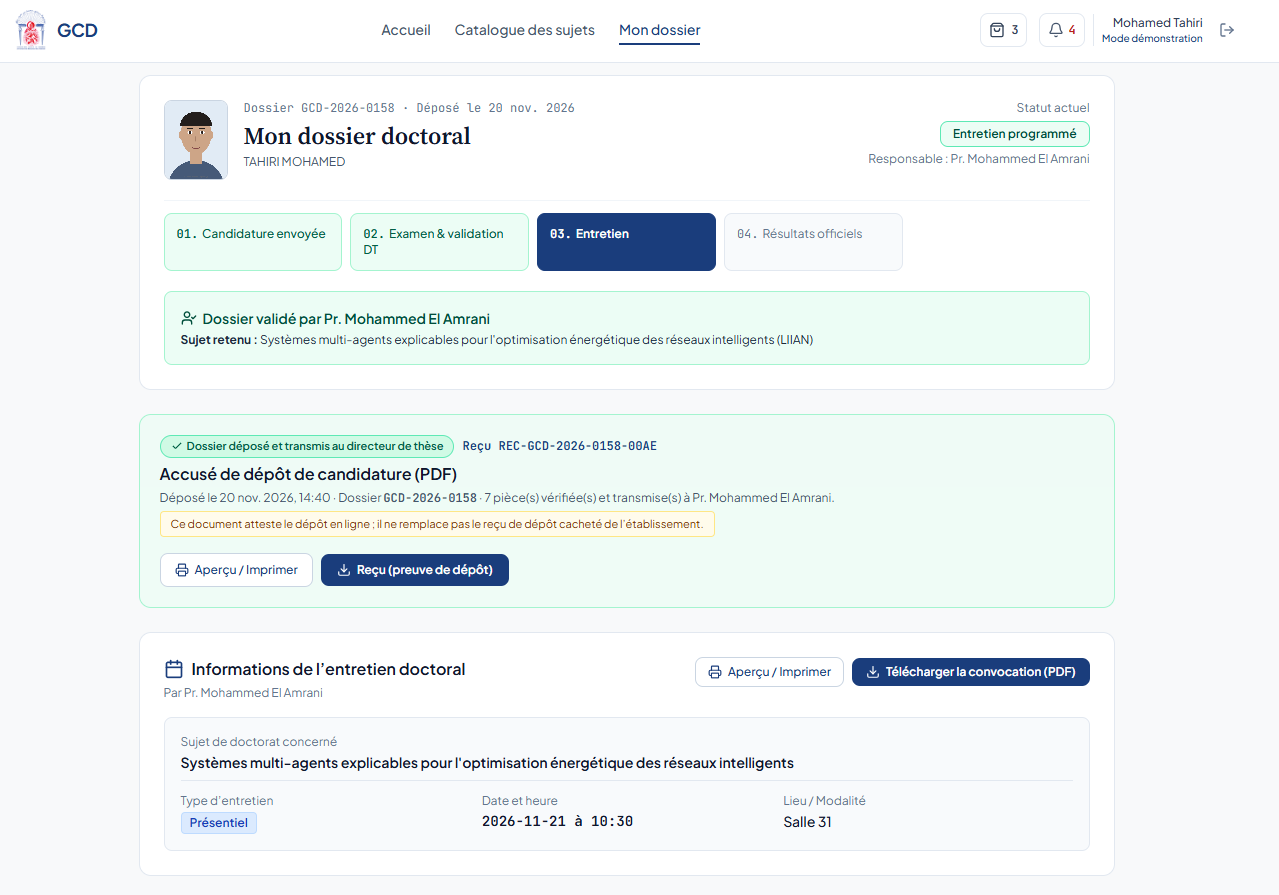 GCD
Accueil
Catalogue des sujets
Mon dossier
3
4
Mohamed Tahiri
Mode démonstration
Dossier GCD-2026-0158 · Déposé le 20 nov. 2026
Mon dossier doctoral
TAHIRI MOHAMED
Statut actuel
Entretien programmé
Responsable : Pr. Mohammed El Amrani
01. Candidature envoyée
02. Examen & validation
DT
03. Entretien
04. Résultats officiels
Dossier validé par Pr. Mohammed El Amrani
Sujet retenu : Systèmes multi-agents explicables pour l'optimisation énergétique des réseaux intelligents (LIIAN)
Dossier déposé et transmis au directeur de thèse
Reçu REC-GCD-2026-0158-00AE
Accusé de dépôt de candidature (PDF)
Déposé le 20 nov. 2026, 14:40 · Dossier GCD-2026-0158 · 7 pièce(s) vérifiée(s) et transmise(s) à Pr. Mohammed El Amrani.
Ce document atteste le dépôt en ligne ; il ne remplace pas le reçu de dépôt cacheté de l'établissement.
Aperçu / Imprimer
Reçu (preuve de dépôt)
Informations de l’entretien doctoral
Par Pr. Mohammed El Amrani
Aperçu / Imprimer
Télécharger la convocation (PDF)
Sujet de doctorat concerné
Systèmes multi-agents explicables pour l'optimisation énergétique des réseaux intelligents
Type d’entretien
Présentiel
Date et heure
2026-11-21 à 10:30
Lieu / Modalité
Salle 31